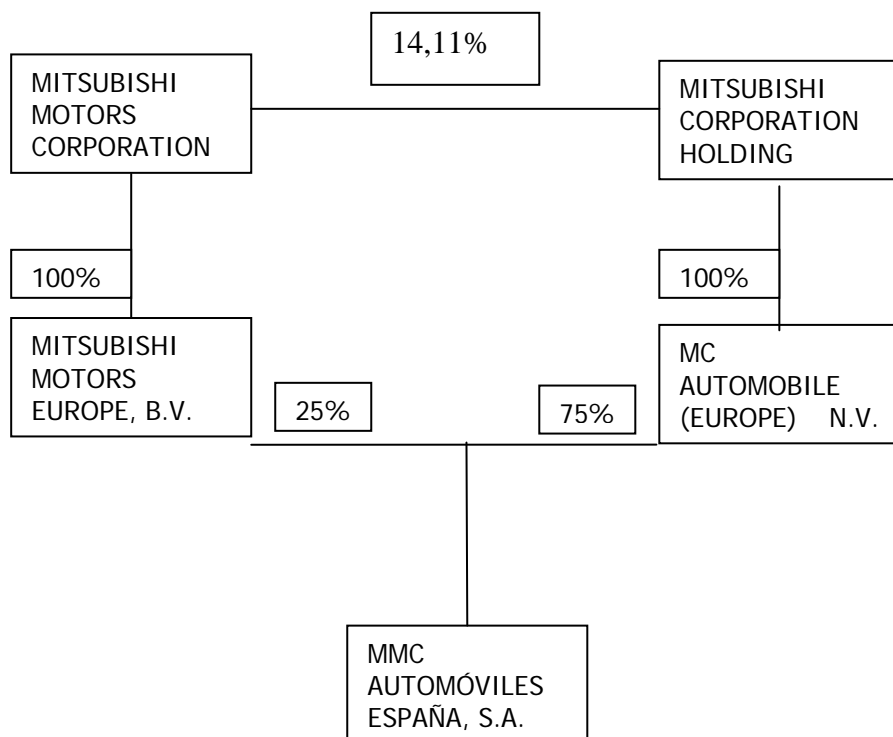 14,11%
MITSUBISHI
MOTORS
CORPORATION
MITSUBISHI
CORPORATION
HOLDING
100%
100%
MITSUBISHI
MOTORS
EUROPE, B.V.
MC
AUTOMOBILE
(EUROPE) N.V.
25%
75%
MMC
AUTOMÓVILES
ESPAÑA, S.A.